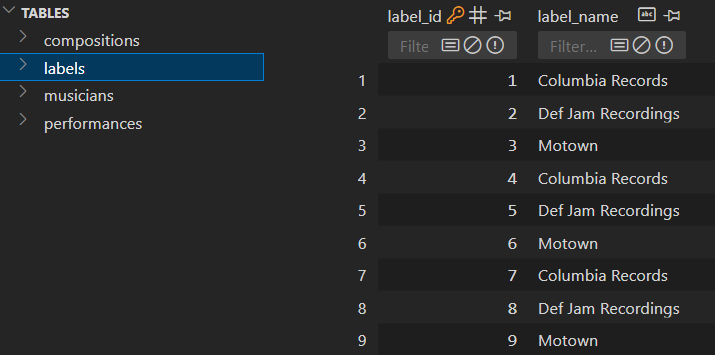 TABLES
compositions
labels
musicians
performances
label_id label_name
Filte Filter...
1 1 Columbia Records
2 2 Def Jam Recordings
3 3 Motown
4 4 Columbia Records
5 5 Def Jam Recordings
6 6 Motown
7 7 Columbia Records
8 8 Def Jam Recordings
9 9 Motown